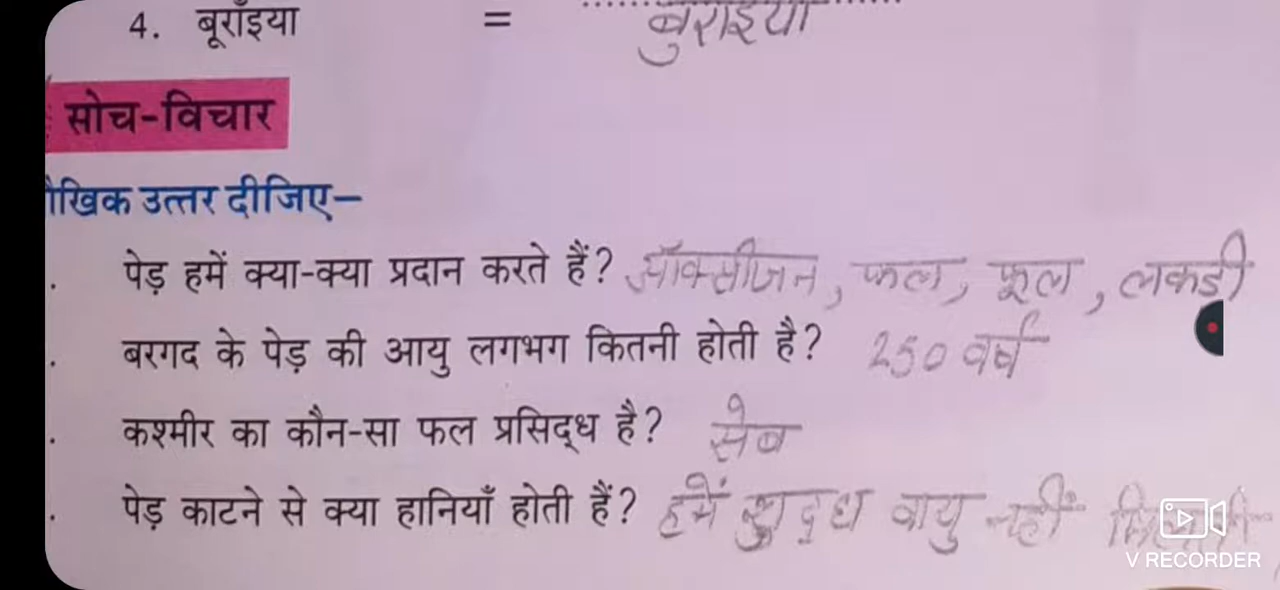 4. बूराँइया = बुराइयाँ
सोच-विचार
खिक उत्तर दीजिए–
पेड़ हमें क्या-क्या प्रदान करते हैं? ऑक्सीजन, फल, फूल, लकडी
बरगद के पेड़ की आयु लगभग कितनी होती है? 250 वर्ष
कश्मीर का कौन-सा फल प्रसिद्ध है? सेब
पेड़ काटने से क्या हानियाँ होती हैं? हमें शुद्ध वायु नहीं
V RECORDER